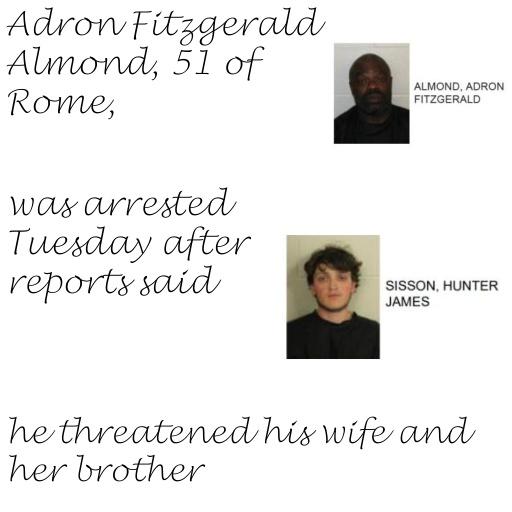 Adron Fitzgerald
Almond, 51 of
Rome,
ALMOND, ADRON
FITZGERALD
was arrested
Tuesday after
reports said
SISSON, HUNTER
JAMES
he threatened his wife and
her brother